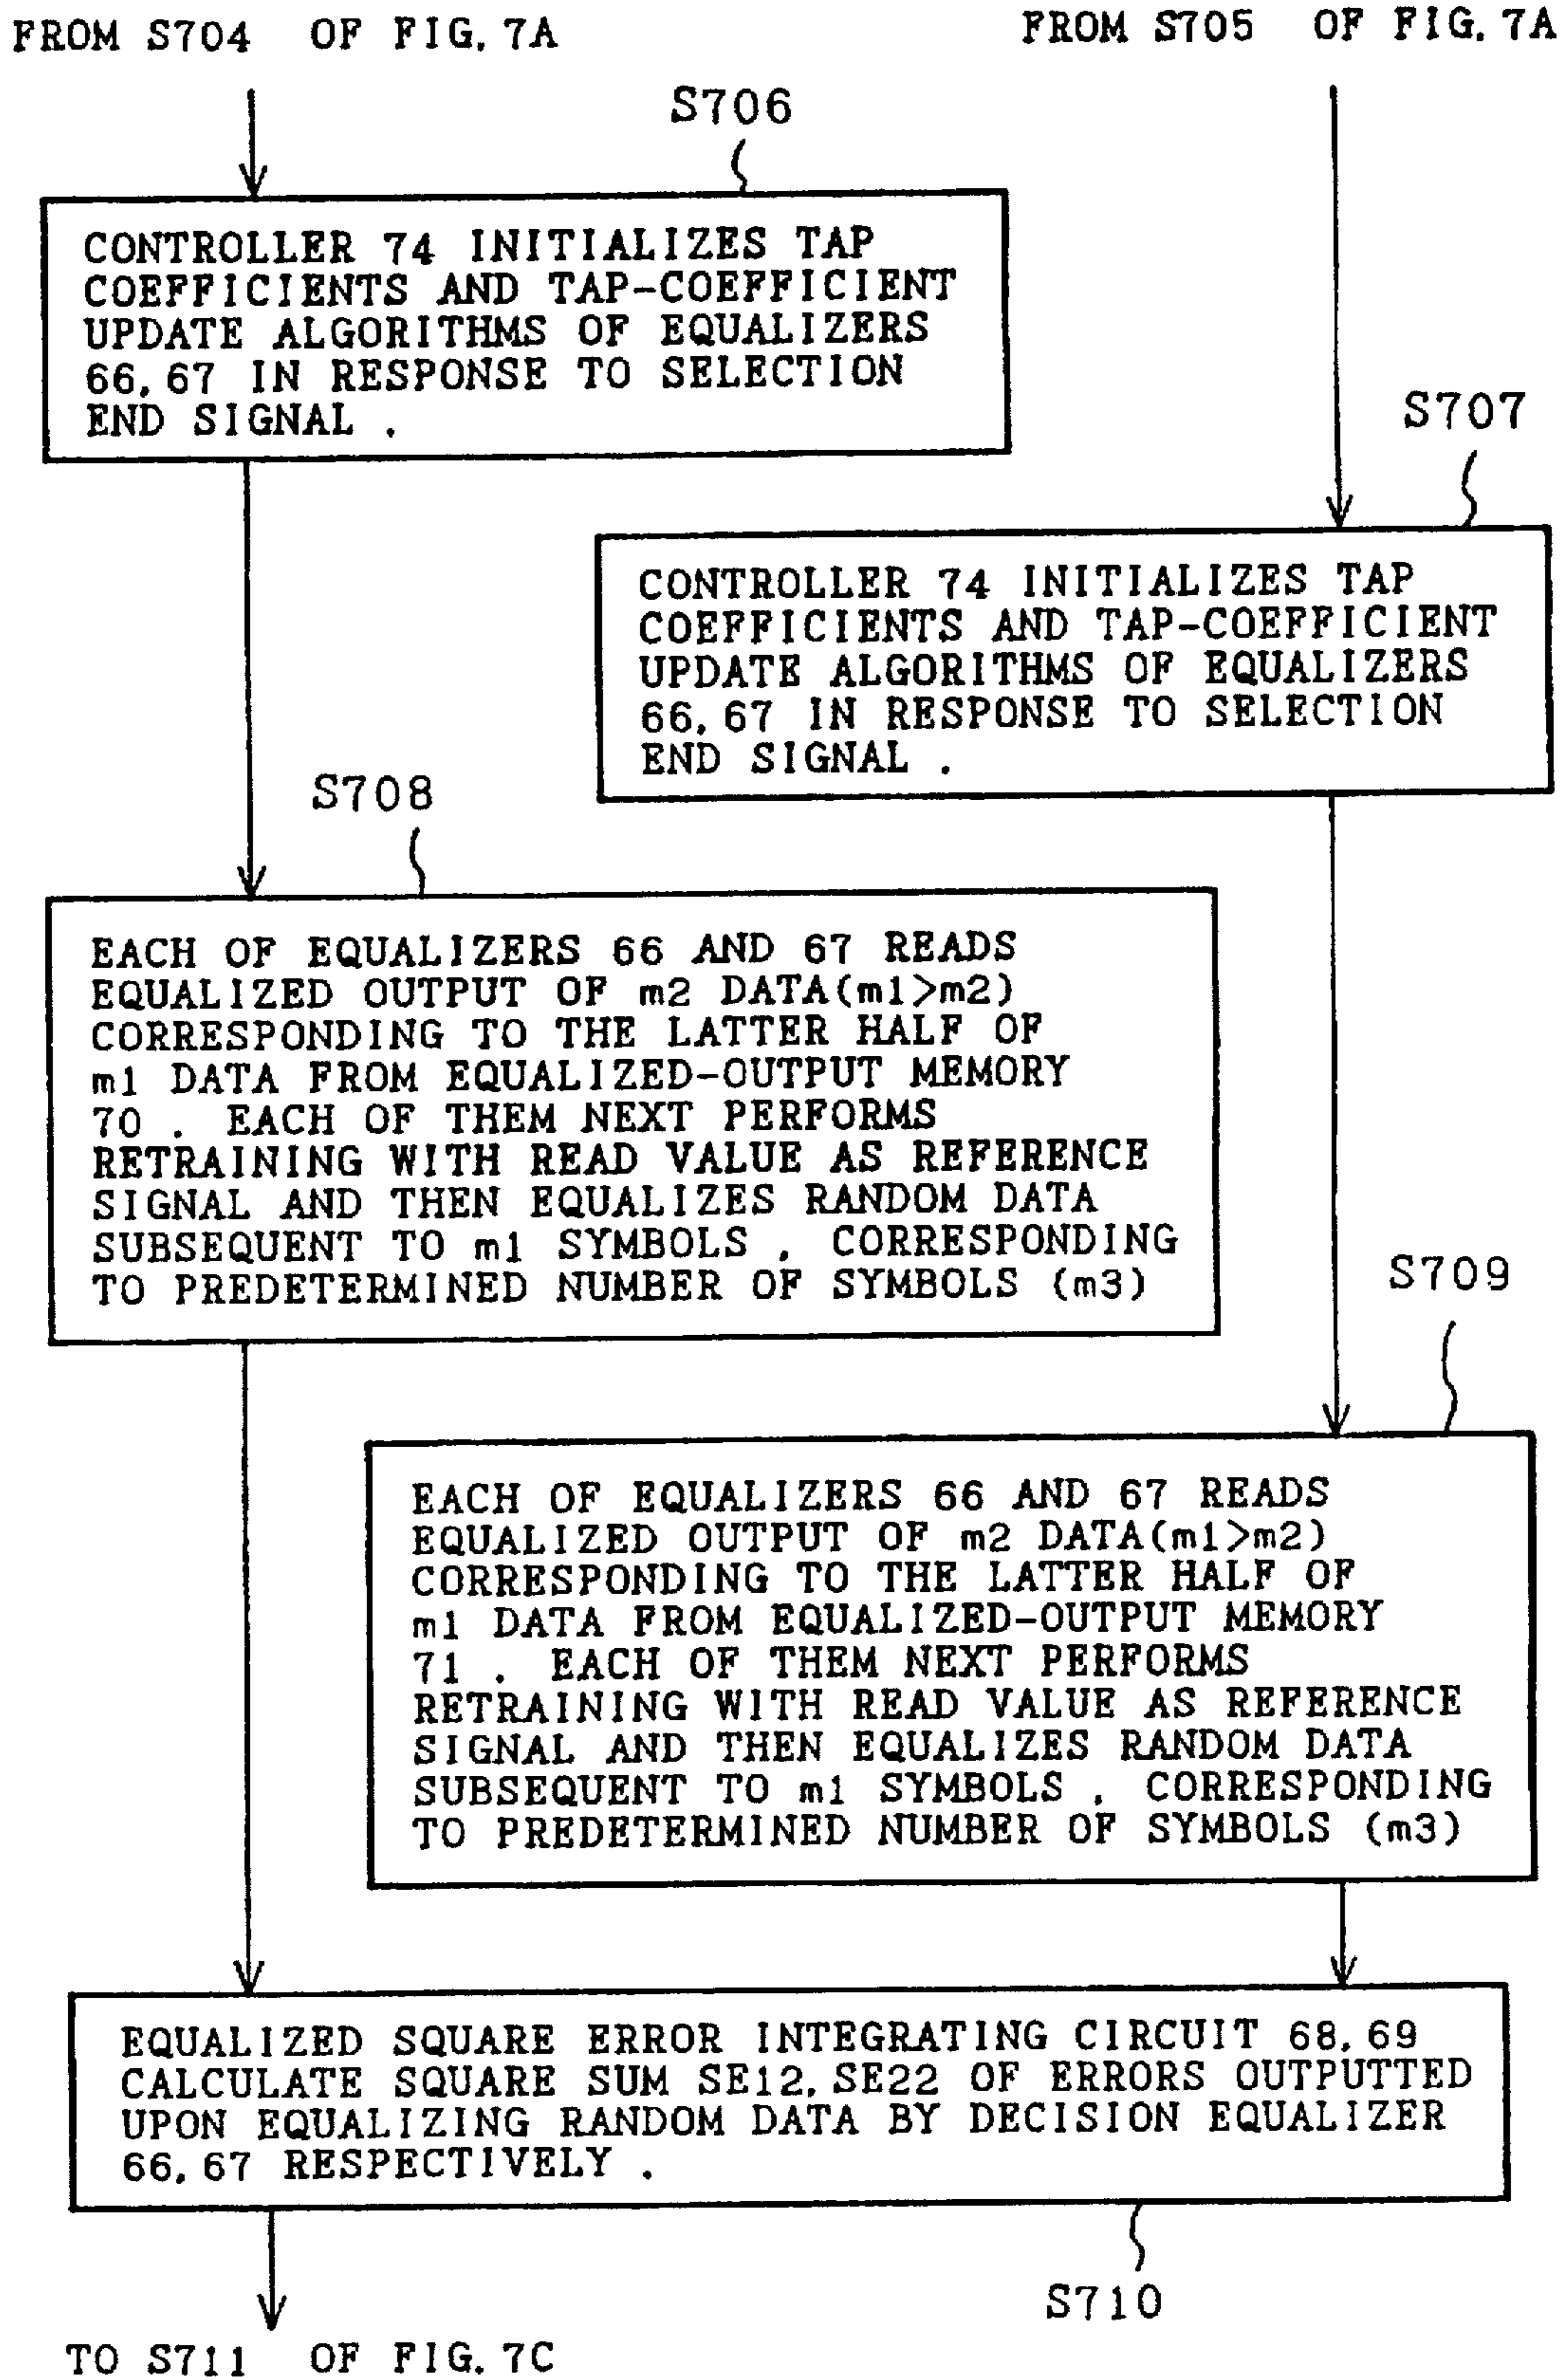 FROM S704 OF FIG. 7A
FROM S705 OF FIG. 7A
S706
CONTROLLER 74 INITIALIZES TAP
COEFFICIENTS AND TAP-COEFFICIENT
UPDATE ALGORITHMS OF EQUALIZERS
66, 67 IN RESPONSE TO SELECTION
END SIGNAL .
S707
CONTROLLER 74 INITIALIZES TAP
COEFFICIENTS AND TAP-COEFFICIENT
UPDATE ALGORITHMS OF EQUALIZERS
66, 67 IN RESPONSE TO SELECTION
END SIGNAL .
S708
EACH OF EQUALIZERS 66 AND 67 READS
EQUALIZED OUTPUT OF m2 DATA(m1>m2)
CORRESPONDING TO THE LATTER HALF OF
m1 DATA FROM EQUALIZED-OUTPUT MEMORY
70 . EACH OF THEM NEXT PERFORMS
RETRAINING WITH READ VALUE AS REFERENCE
SIGNAL AND THEN EQUALIZES RANDOM DATA
SUBSEQUENT TO m1 SYMBOLS , CORRESPONDING
TO PREDETERMINED NUMBER OF SYMBOLS (m3)
S709
EACH OF EQUALIZERS 66 AND 67 READS
EQUALIZED OUTPUT OF m2 DATA(m1>m2)
CORRESPONDING TO THE LATTER HALF OF
m1 DATA FROM EQUALIZED-OUTPUT MEMORY
71 . EACH OF THEM NEXT PERFORMS
RETRAINING WITH READ VALUE AS REFERENCE
SIGNAL AND THEN EQUALIZES RANDOM DATA
SUBSEQUENT TO m1 SYMBOLS , CORRESPONDING
TO PREDETERMINED NUMBER OF SYMBOLS (m3)
EQUALIZED SQUARE ERROR INTEGRATING CIRCUIT 68, 69
CALCULATE SQUARE SUM SE12, SE22 OF ERRORS OUTPUTTED
UPON EQUALIZING RANDOM DATA BY DECISION EQUALIZER
66, 67 RESPECTIVELY .
S710
TO S711 OF FIG. 7C